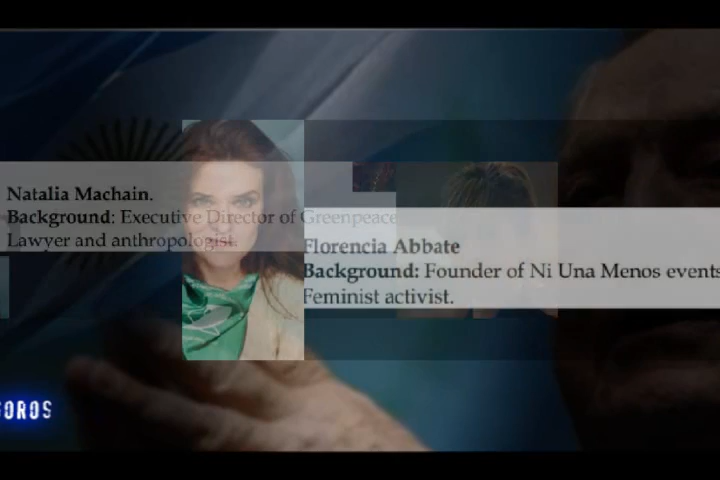 Natalia Machain.
Background: Executive Director of Greenpeace
Lawyer and anthropologist.
Florencia Abbate
Background: Founder of Ni Una Menos events
Feminist activist.
SOROS